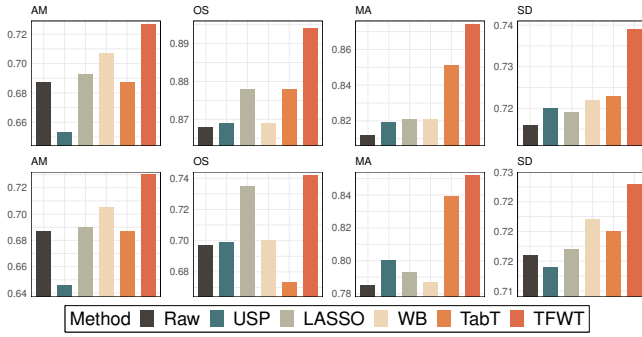 AM OS MA SD
0.72 0.70 0.68 0.66
0.89 0.88 0.87
0.86 0.84 0.82
0.74 0.73 0.72
AM OS MA SD
0.72 0.70 0.68 0.66 0.64
0.74 0.72 0.70 0.68
0.84 0.82 0.80 0.78
0.73 0.72 0.72 0.71
Method Raw USP LASSO WB TabT TFWT